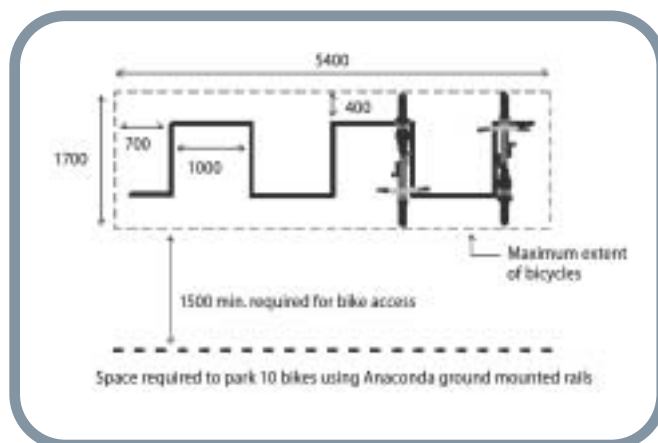 5400
400
700
1700
1000
Maximum extent
of bicycles
1500 min. required for bike access
Space required to park 10 bikes using Anaconda ground mounted rails